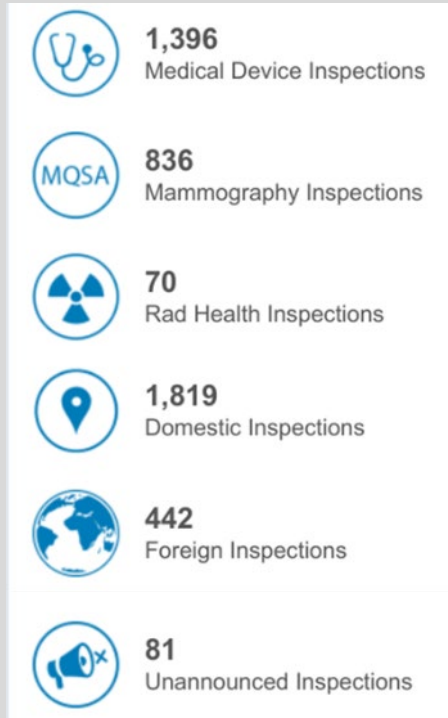 1,396
Medical Device Inspections
MQSA
836
Mammography Inspections
70
Rad Health Inspections
1,819
Domestic Inspections
442
Foreign Inspections
81
Unannounced Inspections